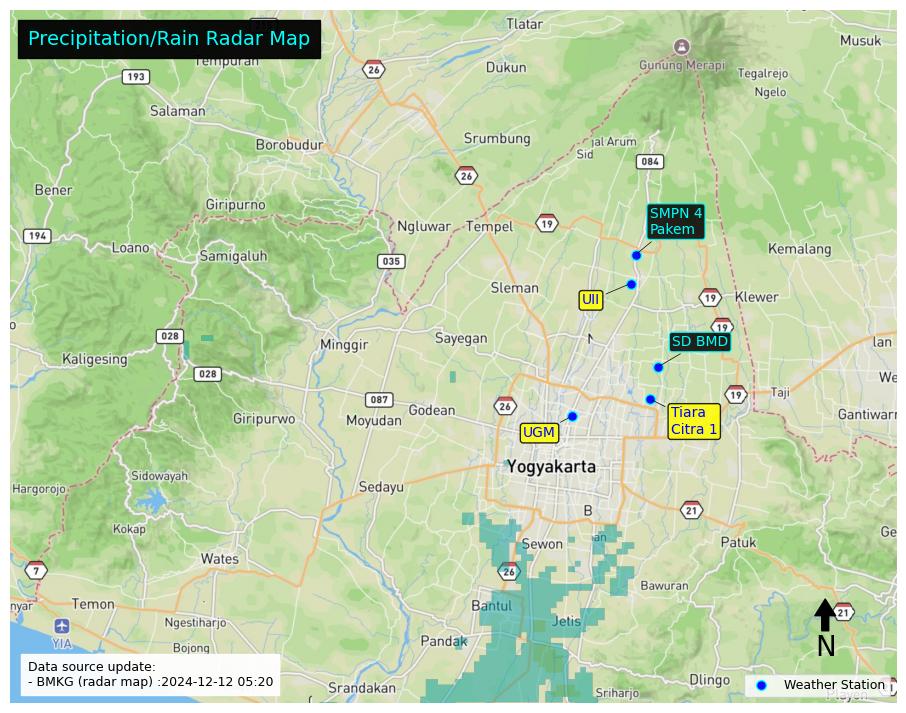 Precipitation/Rain Radar Map
Tlatar
Musuk
Tempuran
193
26
Dukun
Gunung Merapi
Tegalrejo
Ngelo
Salaman
Borobudur
Srumbung
jal Arum
Sid
084
26
Bener
Giripurno
SMPN 4
Pakem
194
Loano
Samigaluh
Ngluwar
Tempel
19
Kemalang
035
Sleman
UII
19
Klewer
19
028
Minggir
Sayegan
N
SD BMD
lan
Kaligesing
028
We
087
Godean
26
19
Taji
Giripurwo
Moyudan
UGM
Tiara
Citra 1
Gantiwarr
Yogyakarta
Sidowayah
Hargorojo
Sedayu
B
21
Kokap
an
Ge
Wates
Sewon
Patuk
7
26
Bawuran
nyar
Temon
Bantul
21
Ngestiharjo
Jetis
YIA
Bojong
Pandak
N
Data source update:
- BMKG (radar map) :2024-12-12 05:20
Srandakan
Sriharjo
Dlingo
Weather Station
Playen